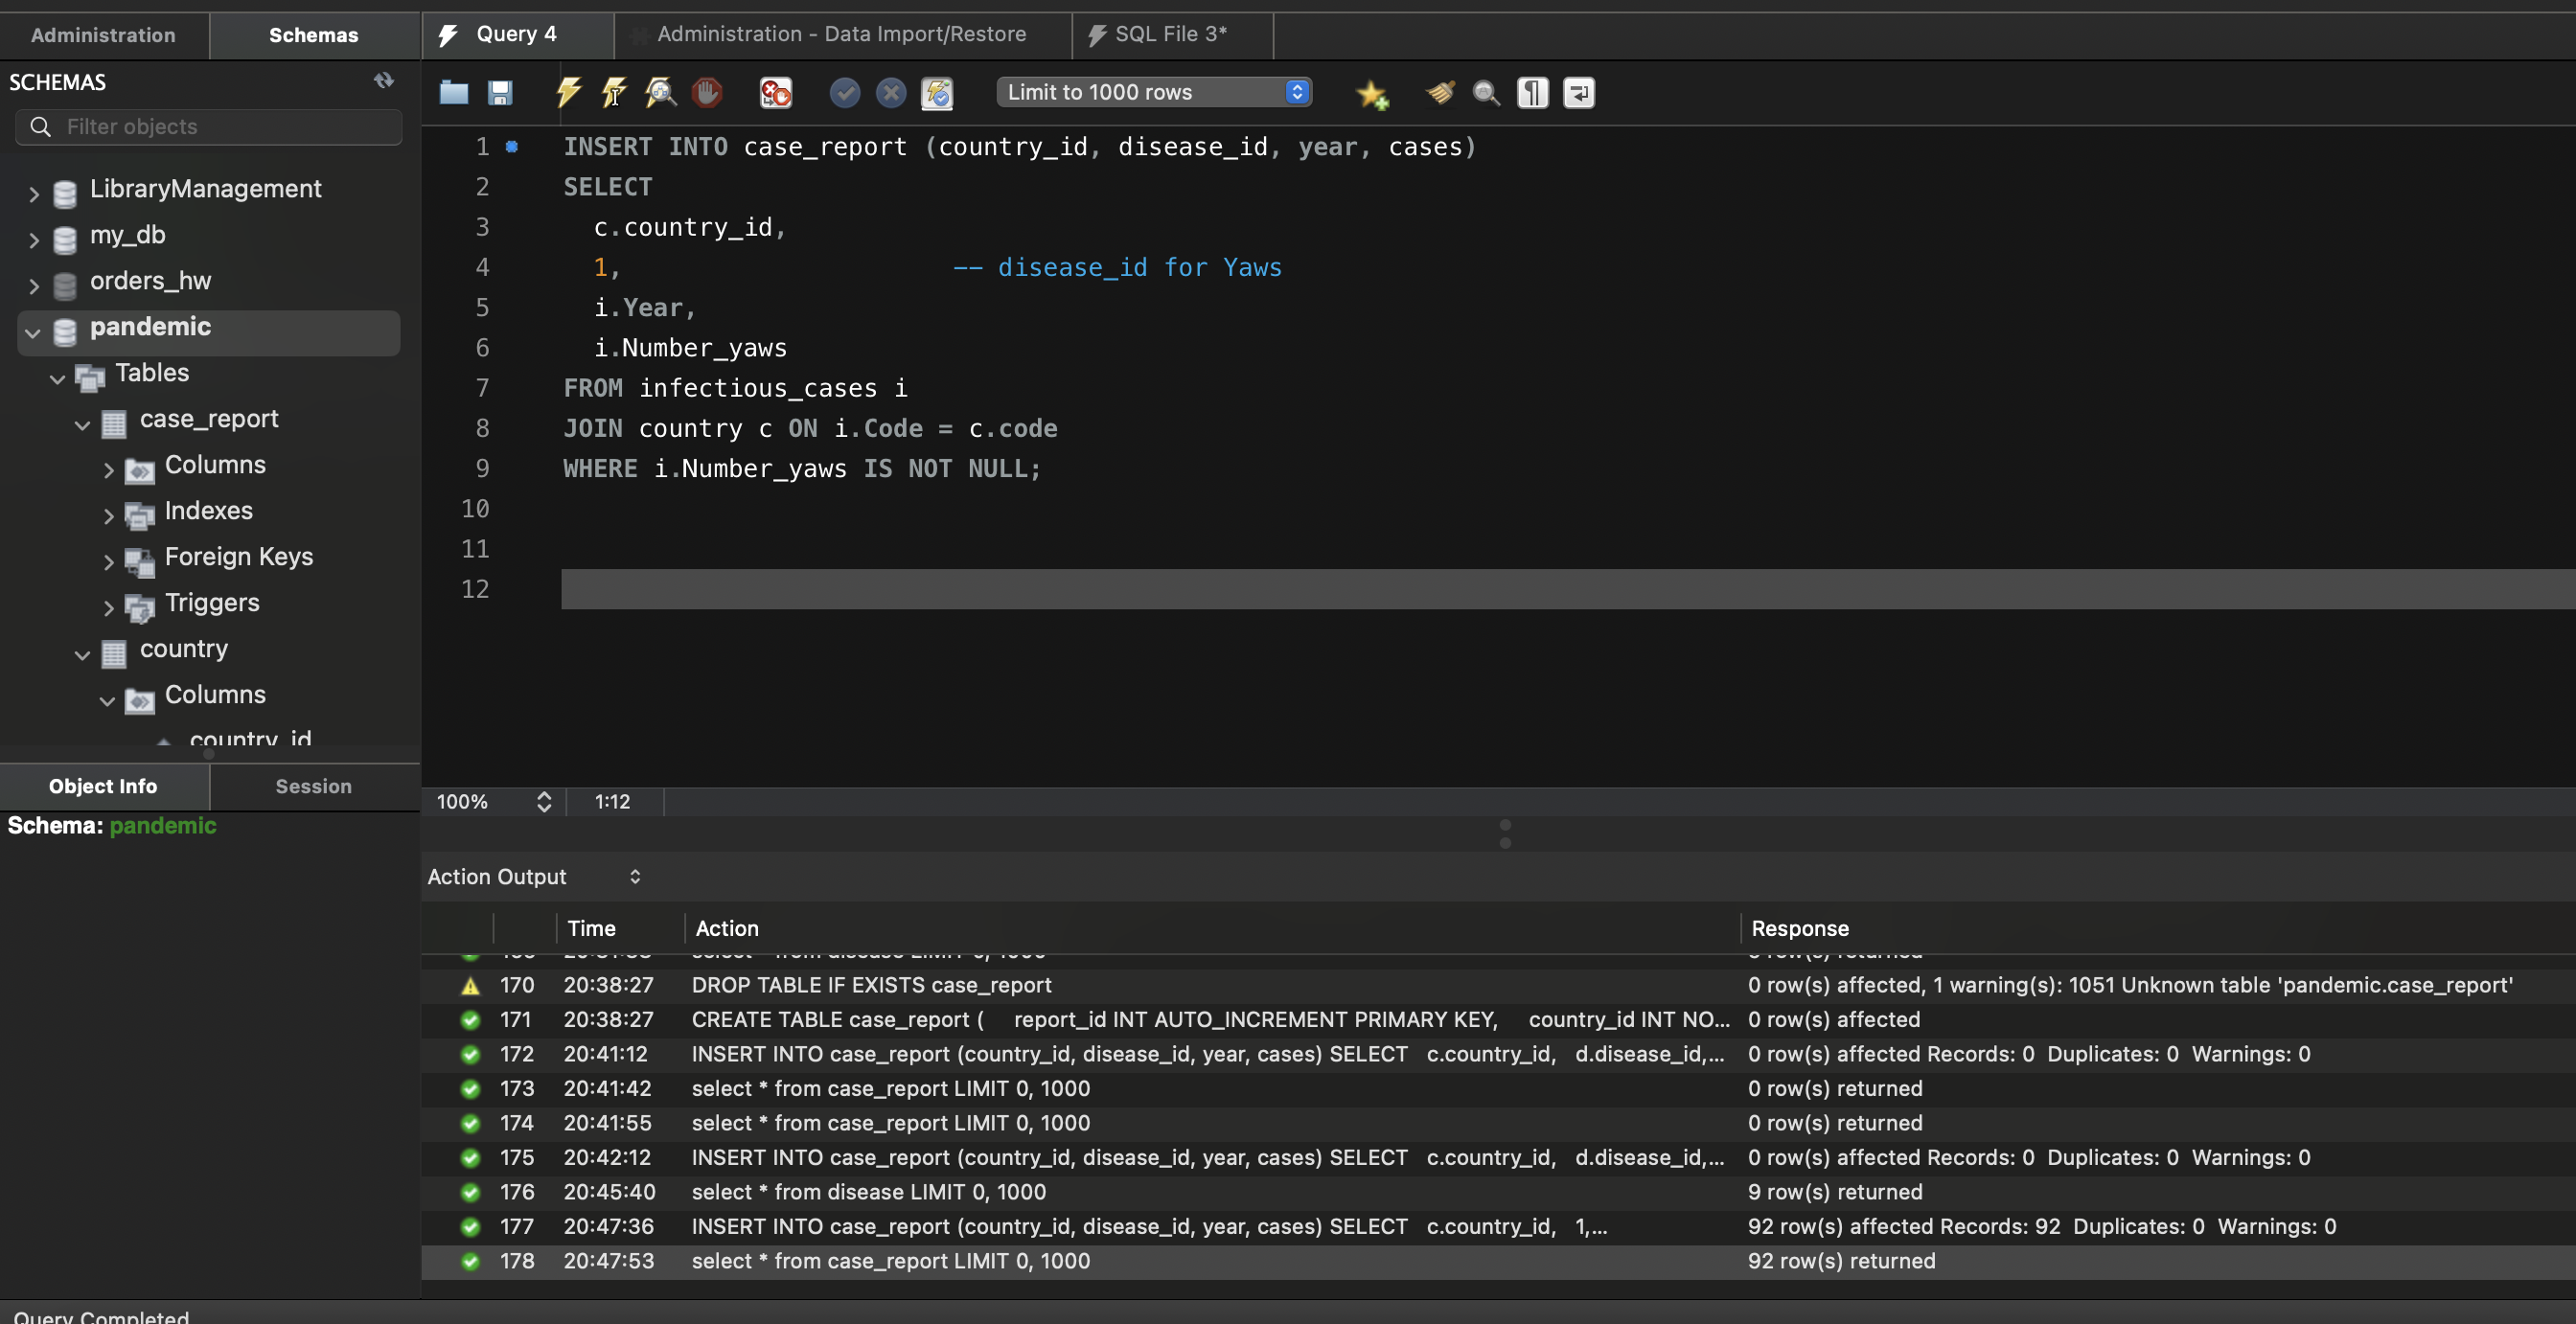 Administration
Schemas
Query 4
Administration - Data Import/Restore
SQL File 3*
SCHEMAS
Filter objects
LibraryManagement
my_db
orders_hw
pandemic
Tables
case_report
Columns
Indexes
Foreign Keys
Triggers
country
Columns
country_id
Object Info
Session
Schema: pandemic
Limit to 1000 rows
1 INSERT INTO case_report (country_id, disease_id, year, cases)
2 SELECT
3 c.country_id,
4 1, -- disease_id for Yaws
5 i.Year,
6 i.Number_yaws
7 FROM infectious_cases i
8 JOIN country c ON i.Code = c.code
9 WHERE i.Number_yaws IS NOT NULL;
10
11
12
100% 1:12
Action Output
Time Action Response
170 20:38:27 DROP TABLE IF EXISTS case_report 0 row(s) affected, 1 warning(s): 1051 Unknown table 'pandemic.case_report'
171 20:38:27 CREATE TABLE case_report ( report_id INT AUTO_INCREMENT PRIMARY KEY, country_id INT NO... 0 row(s) affected
172 20:41:12 INSERT INTO case_report (country_id, disease_id, year, cases) SELECT c.country_id, d.disease_id,... 0 row(s) affected Records: 0 Duplicates: 0 Warnings: 0
173 20:41:42 select * from case_report LIMIT 0, 1000 0 row(s) returned
174 20:41:55 select * from case_report LIMIT 0, 1000 0 row(s) returned
175 20:42:12 INSERT INTO case_report (country_id, disease_id, year, cases) SELECT c.country_id, d.disease_id,... 0 row(s) affected Records: 0 Duplicates: 0 Warnings: 0
176 20:45:40 select * from disease LIMIT 0, 1000 9 row(s) returned
177 20:47:36 INSERT INTO case_report (country_id, disease_id, year, cases) SELECT c.country_id, 1,... 92 row(s) affected Records: 92 Duplicates: 0 Warnings: 0
178 20:47:53 select * from case_report LIMIT 0, 1000 92 row(s) returned
Query Completed